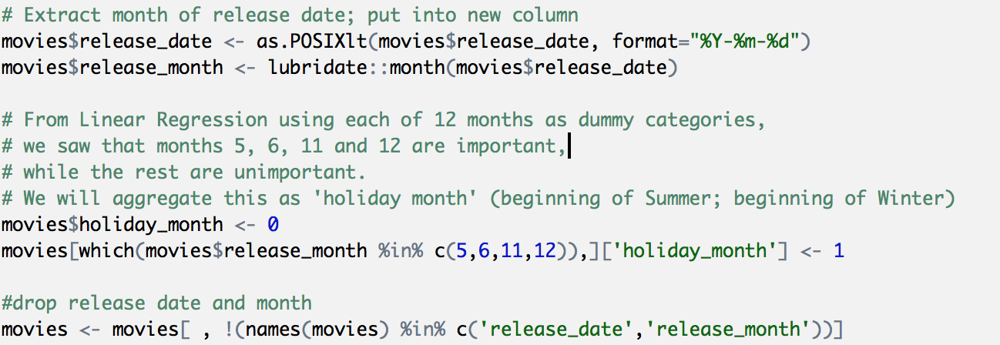 # Extract month of release date; put into new column
movies$release_date <- as.POSIXlt(movies$release_date, format="%Y-%m-%d")
movies$release_month <- lubridate::month(movies$release_date)
# From Linear Regression using each of 12 months as dummy categories,
# we saw that months 5, 6, 11 and 12 are important,
# while the rest are unimportant.
# We will aggregate this as 'holiday month' (beginning of Summer; beginning of Winter)
movies$holiday_month <- 0
movies[which(movies$release_month %in% c(5,6,11,12)),]['holiday_month'] <- 1
#drop release date and month
movies <- movies[ , !(names(movies) %in% c('release_date','release_month'))]